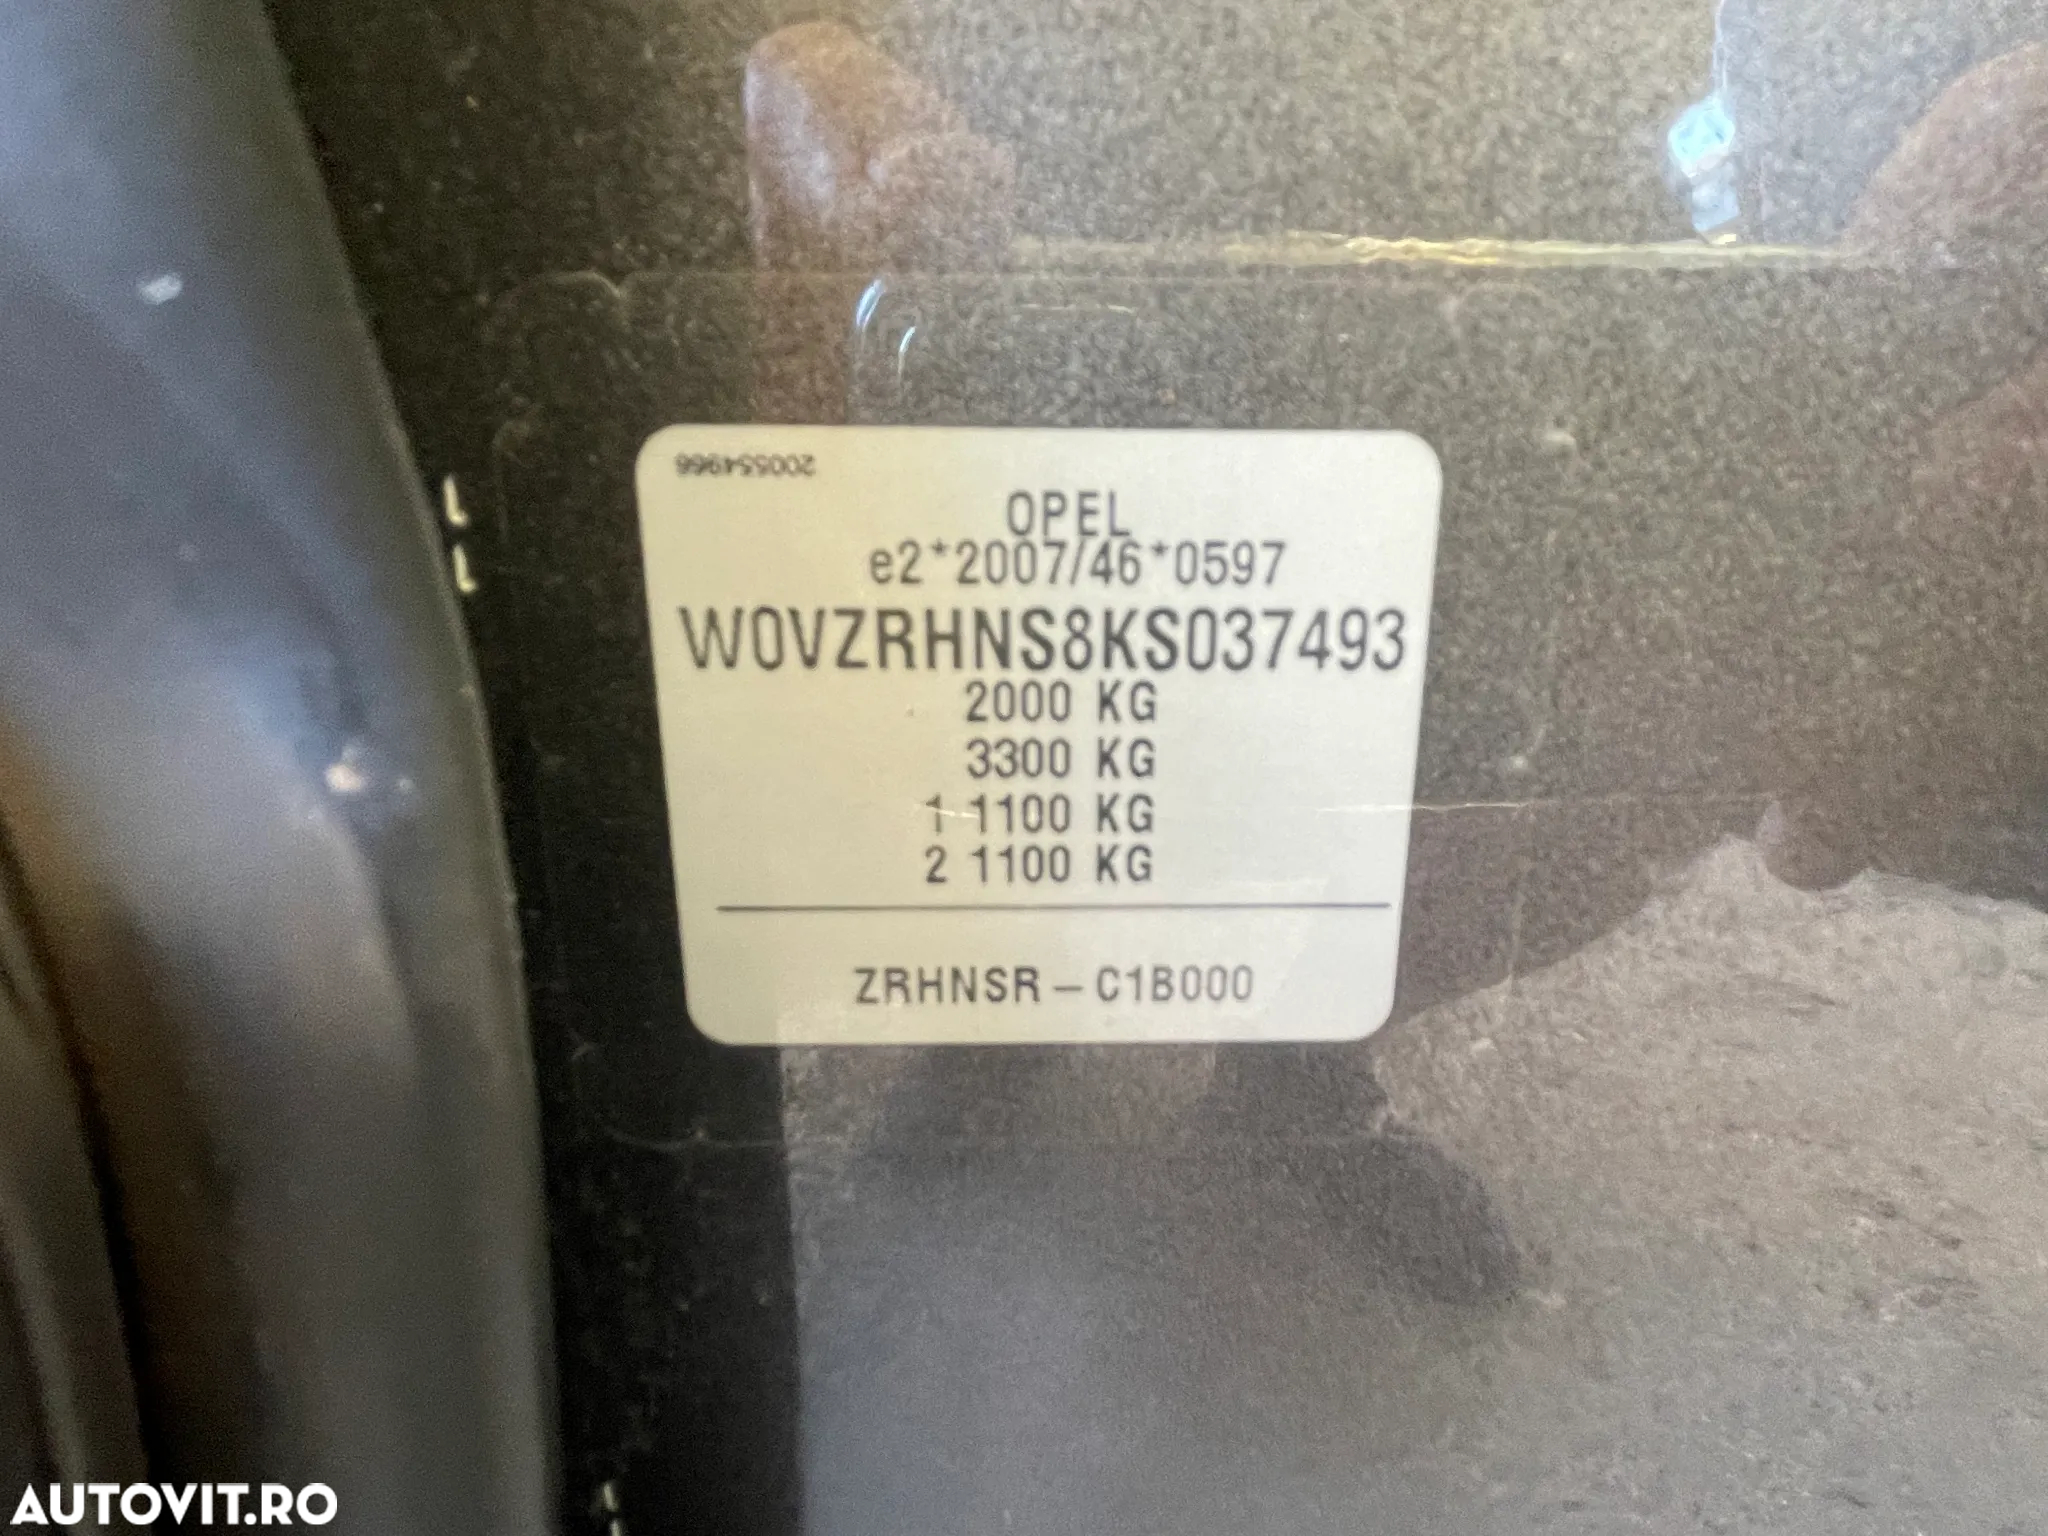 200554966
OPEL
e2*2007/46*0597
W0VZRHNS8KS037493
2000 KG
3300 KG
1 1100 KG
2 1100 KG
ZRHNSR - C1B000
AUTOVIT.RO